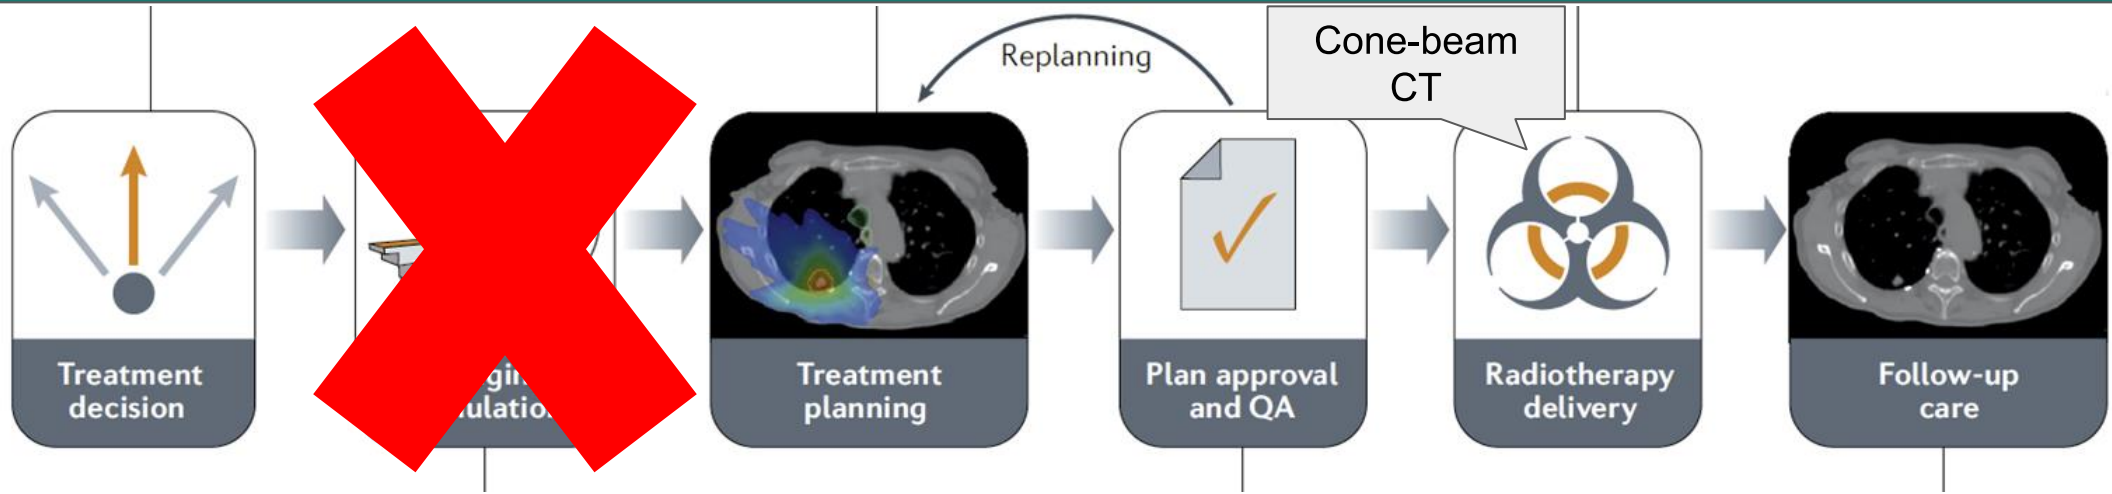 Replanning
Cone-beam
CT
Treatment
decision
Treatment
planning
Plan approval
and QA
Radiotherapy
delivery
Follow-up
care